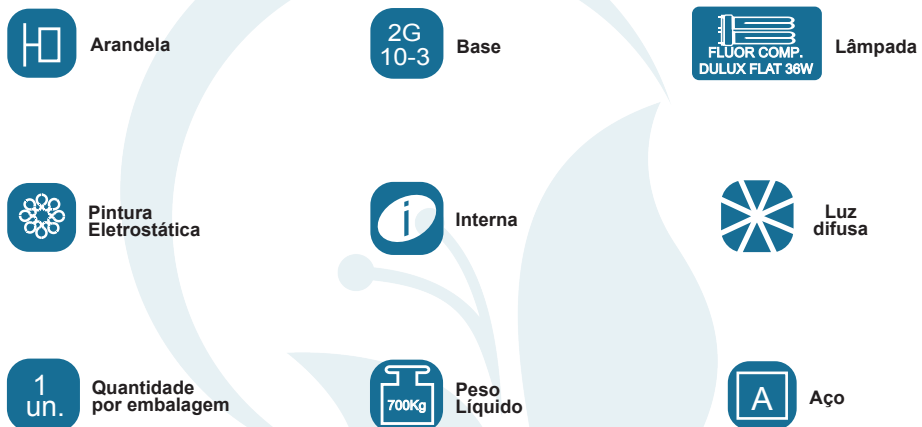 Arandela
2G
10-3
Base
FLUOR COMP.
DULUX FLAT 36W
Lâmpada
Pintura
Eletrostática
i
Interna
Luz
difusa
1
un.
Quantidade
por embalagem
700Kg
Peso
Líquido
A
Aço